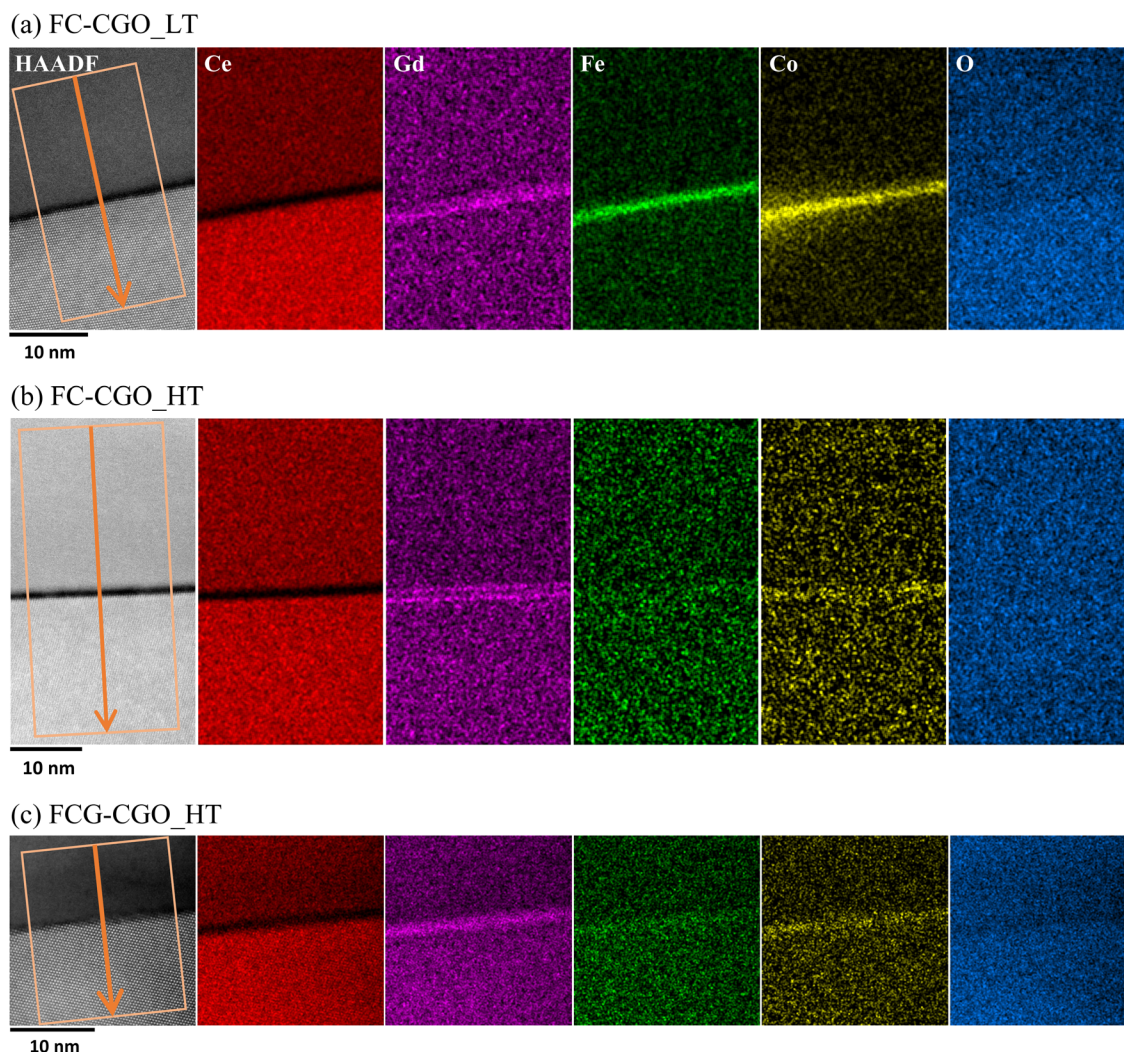 (a) FC-CGO_LT
HAADF Ce Gd Fe Co O
10 nm
(b) FC-CGO_HT
10 nm
(c) FCG-CGO_HT
10 nm